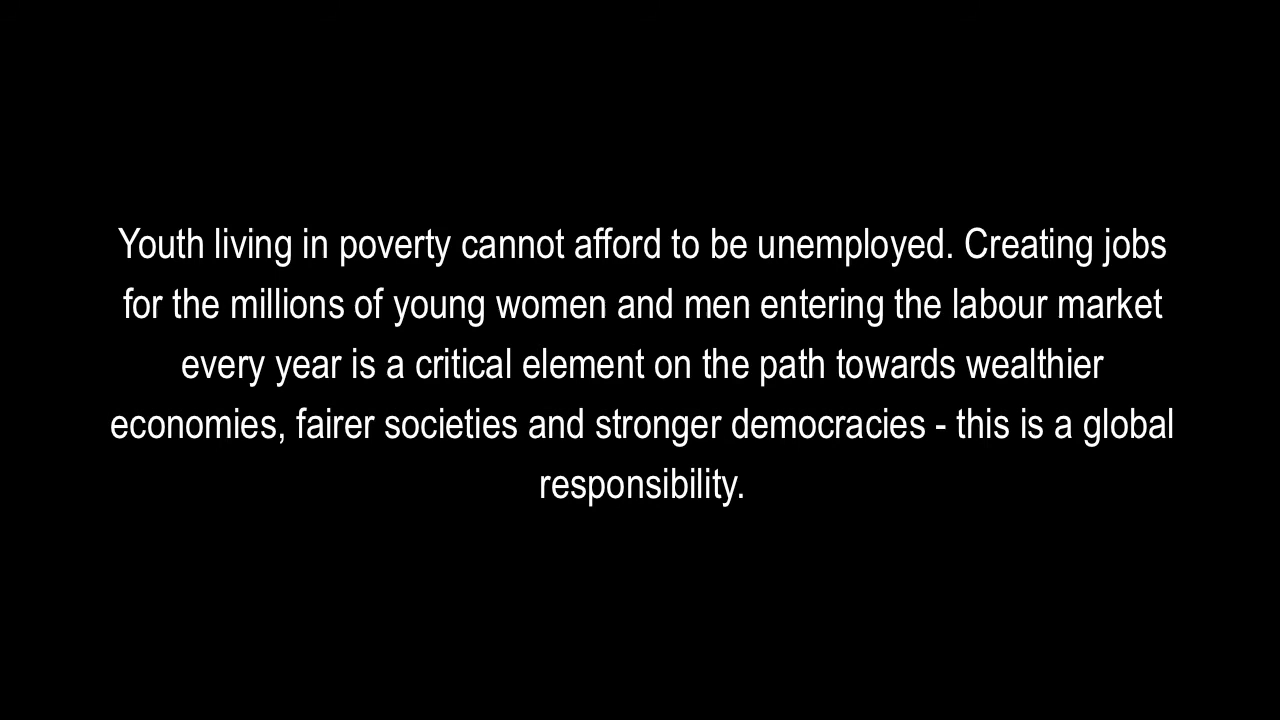 Youth living in poverty cannot afford to be unemployed. Creating jobs
for the millions of young women and men entering the labour market
every year is a critical element on the path towards wealthier
economies, fairer societies and stronger democracies - this is a global
responsibility.